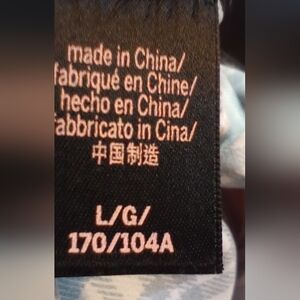 made in China/
fabriqué en Chine/
hecho en China/
fabbricato in Cina/
中国制造
L/G/
170/104A